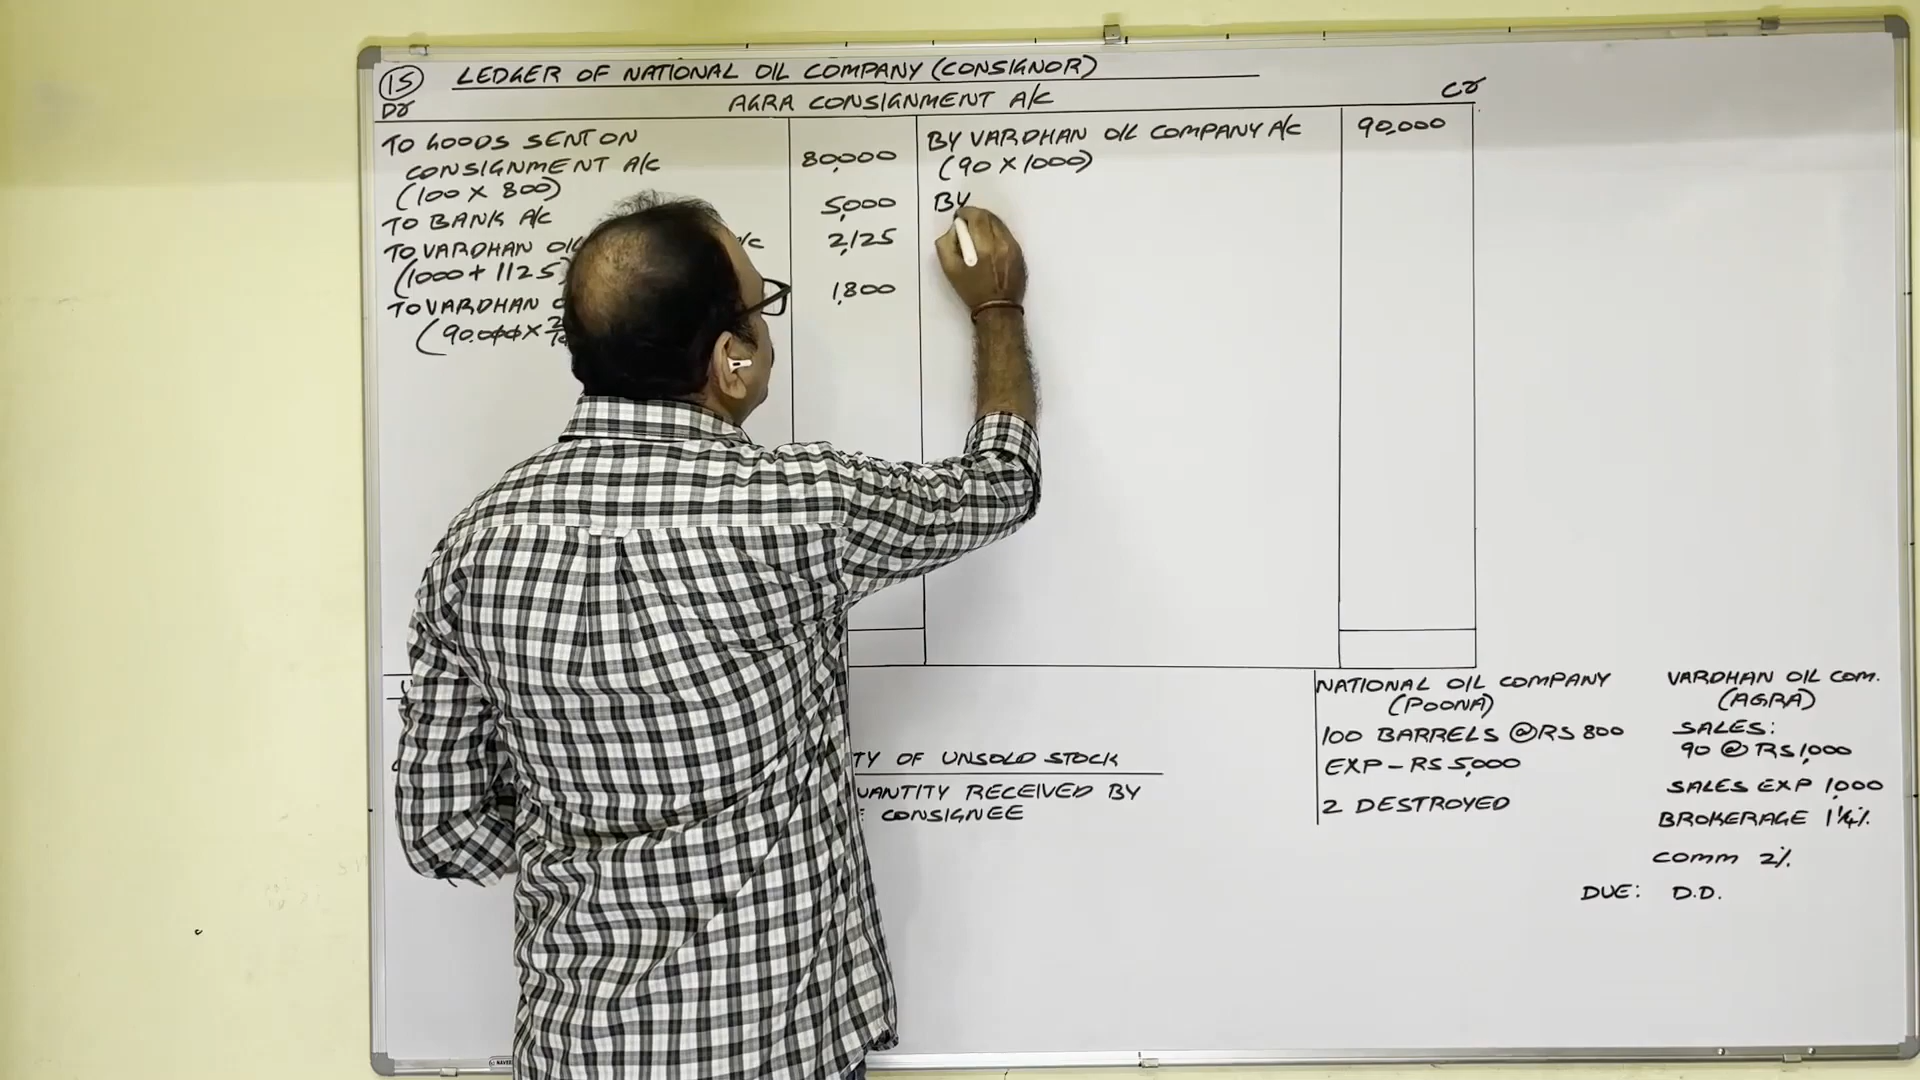 15 LEDGER OF NATIONAL OIL COMPANY (CONSIGNOR)
Dr AGRA CONSIGNMENT A/C Cr
TO GOODS SENT ON
CONSIGNMENT A/C 80,000
(100 X 800)
TO BANK A/C 5,000
TO VARDHAN OIL /C 2,125
(1000 + 1125
TO VARDHAN 1,800
(90.000 X
BY VARDHAN OIL COMPANY A/C 90,000
(90 X 1000)
BY
TY OF UNSOLD STOCK
UANTITY RECEIVED BY
E CONSIGNEE
NATIONAL OIL COMPANY
(POONA)
100 BARRELS @ RS 800
EXP - RS 5,000
2 DESTROYED
VARDHAN OIL COM.
(AGRA)
SALES:
90 @ RS 1,000
SALES EXP 1,000
BROKERAGE 1¼%.
COMM 2%.
DUE: D.D.